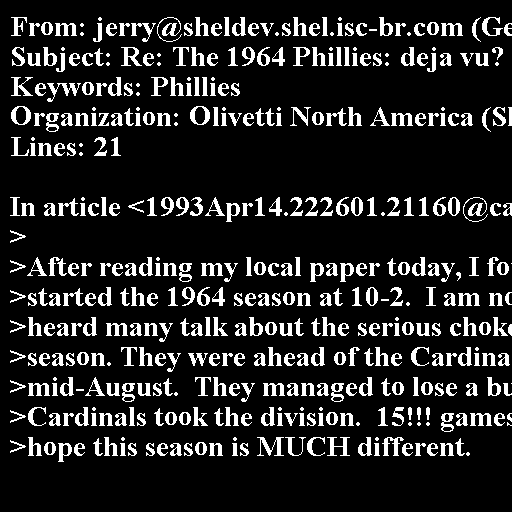 From: jerry@sheldev.shel.isc-br.com (Ge
Subject: Re: The 1964 Phillies: deja vu?
Keywords: Phillies
Organization: Olivetti North America (Sh
Lines: 21

In article <1993Apr14.222601.21160@ca
>
>After reading my local paper today, I fo
>started the 1964 season at 10-2.  I am no
>heard many talk about the serious choke
>season. They were ahead of the Cardina
>mid-August.  They managed to lose a bu
>Cardinals took the division.  15!!! games
>hope this season is MUCH different.